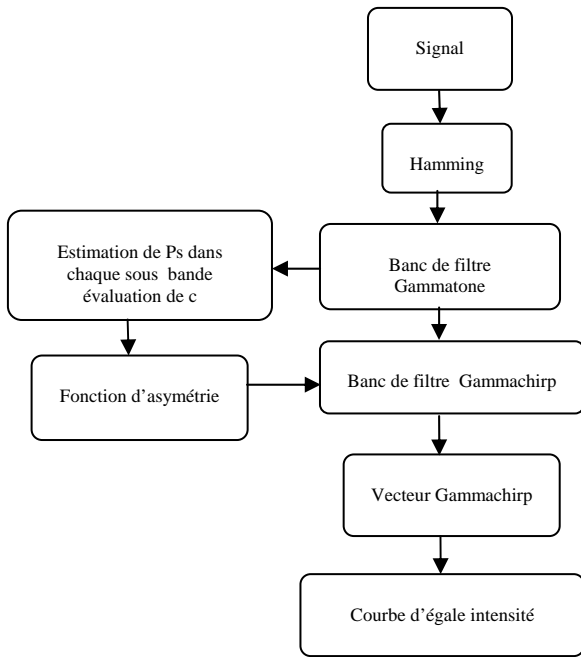 Signal
Hamming
Estimation de Ps dans
chaque sous bande
évaluation de c
Banc de filtre
Gammatone
Fonction d'asymétrie
Banc de filtre Gammachirp
Vecteur Gammachirp
Courbe d'égale intensité